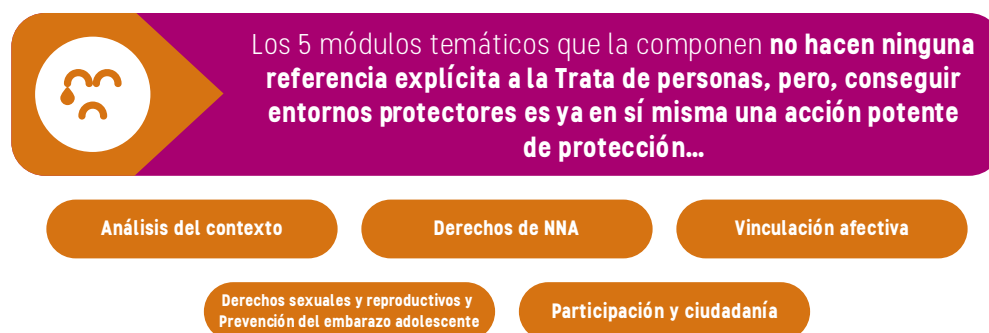 Los 5 módulos temáticos que la componen no hacen ninguna
referencia explícita a la Trata de personas, pero, conseguir
entornos protectores es ya en sí misma una acción potente
de protección...
Análisis del contexto
Derechos de NNA
Vinculación afectiva
Derechos sexuales y reproductivos y
Prevención del embarazo adolescente
Participación y ciudadanía